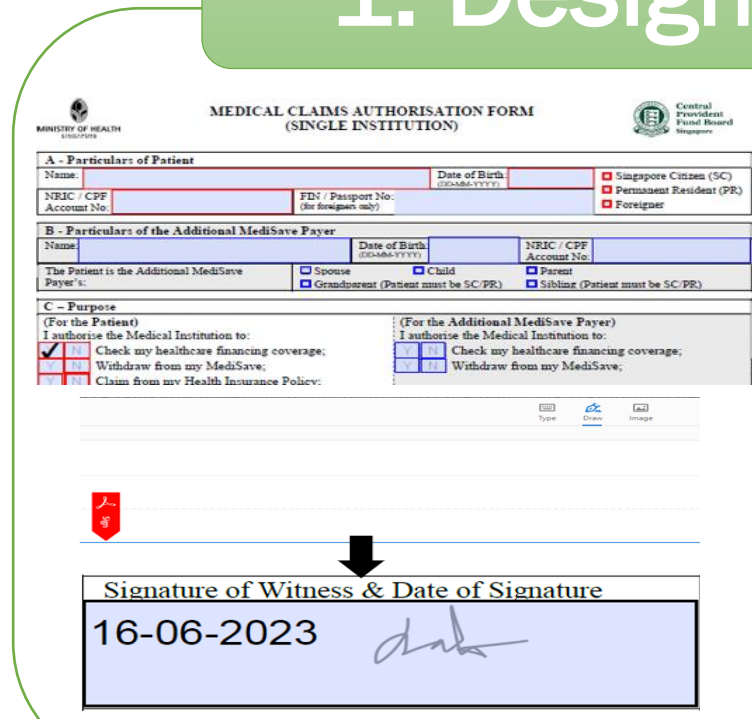 1. Design
MINISTRY OF HEALTH
SINGAPORE
MEDICAL CLAIMS AUTHORISATION FORM
(SINGLE INSTITUTION)
Central
Provident
Fund Board
Singapore
A - Particulars of Patient
Name:
Date of Birth:
(DD-MM-YYYY)
Singapore Citizen (SC)
Permanent Resident (PR)
Foreigner
NRIC / CPF
Account No:
FIN / Passport No:
(for foreigners only)
B - Particulars of the Additional MediSave Payer
Name:
Date of Birth:
(DD-MM-YYYY)
NRIC / CPF
Account No:
The Patient is the Additional MediSave
Payer's:
Spouse
Child
Parent
Grandparent (Patient must be SC/PR)
Sibling (Patient must be SC/PR)
C – Purpose
(For the Patient)
I authorise the Medical Institution to:
N Check my healthcare financing coverage;
Y N Withdraw from my MediSave;
Y N Claim from my Health Insurance Policy;
(For the Additional MediSave Payer)
I authorise the Medical Institution to:
Y N Check my healthcare financing coverage;
Y N Withdraw from my MediSave;
Type
Draw
Image
Signature of Witness & Date of Signature
16-06-2023